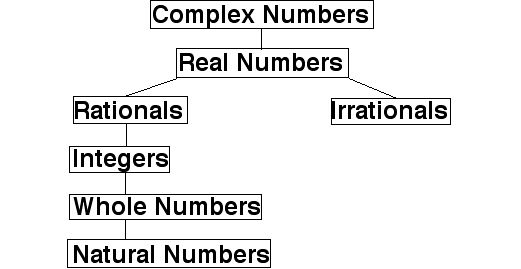 Complex Numbers
Real Numbers
Rationals
Irrationals
Integers
Whole Numbers
Natural Numbers